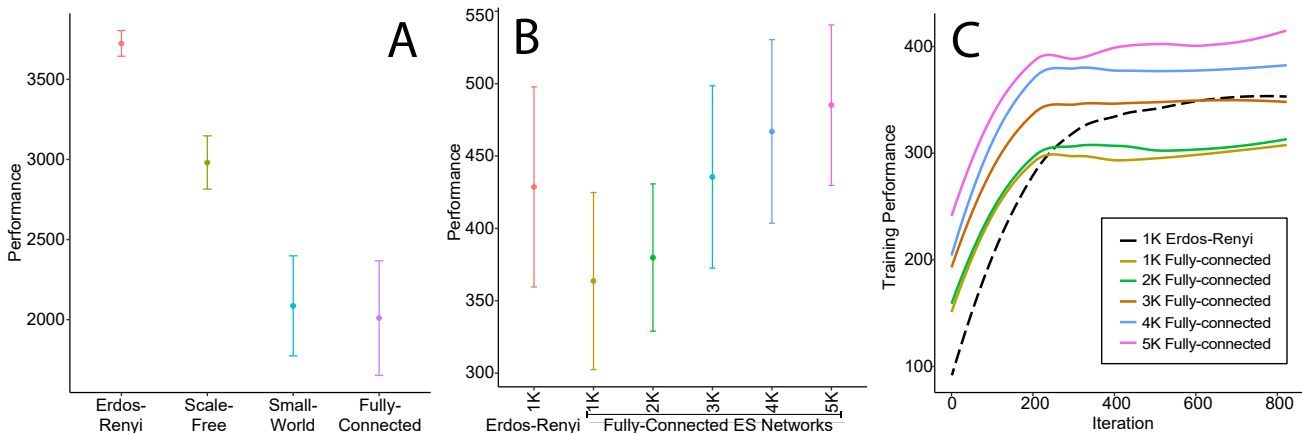 A
Performance
3500
3000
2500
2000
Erdos-
Renyi
Scale-
Free
Small-
World
Fully-
Connected
B
Performance
550
500
450
400
350
300
1K
1K
2K
3K
4K
5K
Erdos-Renyi
Fully-Connected ES Networks
C
Training Performance
400
300
200
100
0
200
400
600
800
Iteration
1K Erdos-Renyi
1K Fully-connected
2K Fully-connected
3K Fully-connected
4K Fully-connected
5K Fully-connected